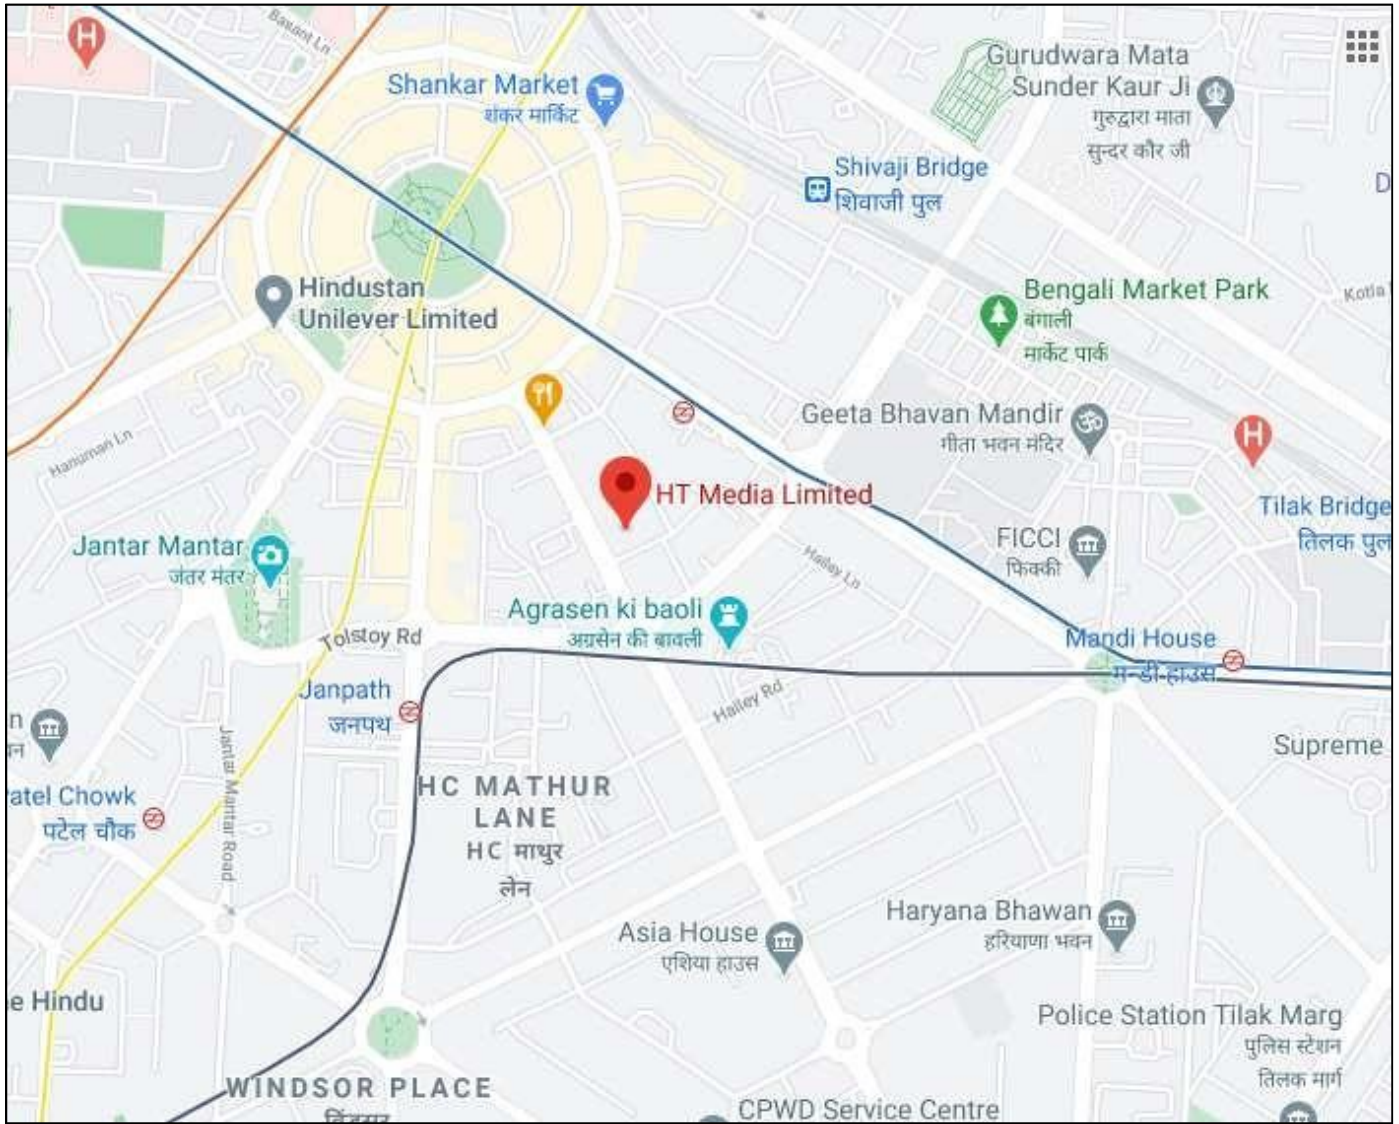 Basant Ln
Shankar Market
शंकर मार्किट
Gurudwara Mata
Sunder Kaur Ji
गुरुद्वारा माता
सुन्दर कौर जी
Shivaji Bridge
शिवाजी पुल
D
Hindustan
Unilever Limited
Bengali Market Park
बंगाली
मार्केट पार्क
Kotla
Hanuman Ln
Geeta Bhavan Mandir
गीता भवन मंदिर
HT Media Limited
Tilak Bridge
तिलक पुल
FICCI
फिक्की
Jantar Mantar
जंतर मंतर
Hailey Ln
Agrasen ki baoli
अग्रसेन की बावली
Tolstoy Rd
Mandi House
मन्डी हाउस
Janpath
जनपथ
Hailey Rd
n
न
Jantar Mantar Road
Supreme
atel Chowk
पटेल चौक
HC MATHUR
LANE
HC माथुर
लेन
Haryana Bhawan
हरियाणा भवन
Asia House
एशिया हाउस
e Hindu
Police Station Tilak Marg
पुलिस स्टेशन
तिलक मार्ग
WINDSOR PLACE
CPWD Service Centre